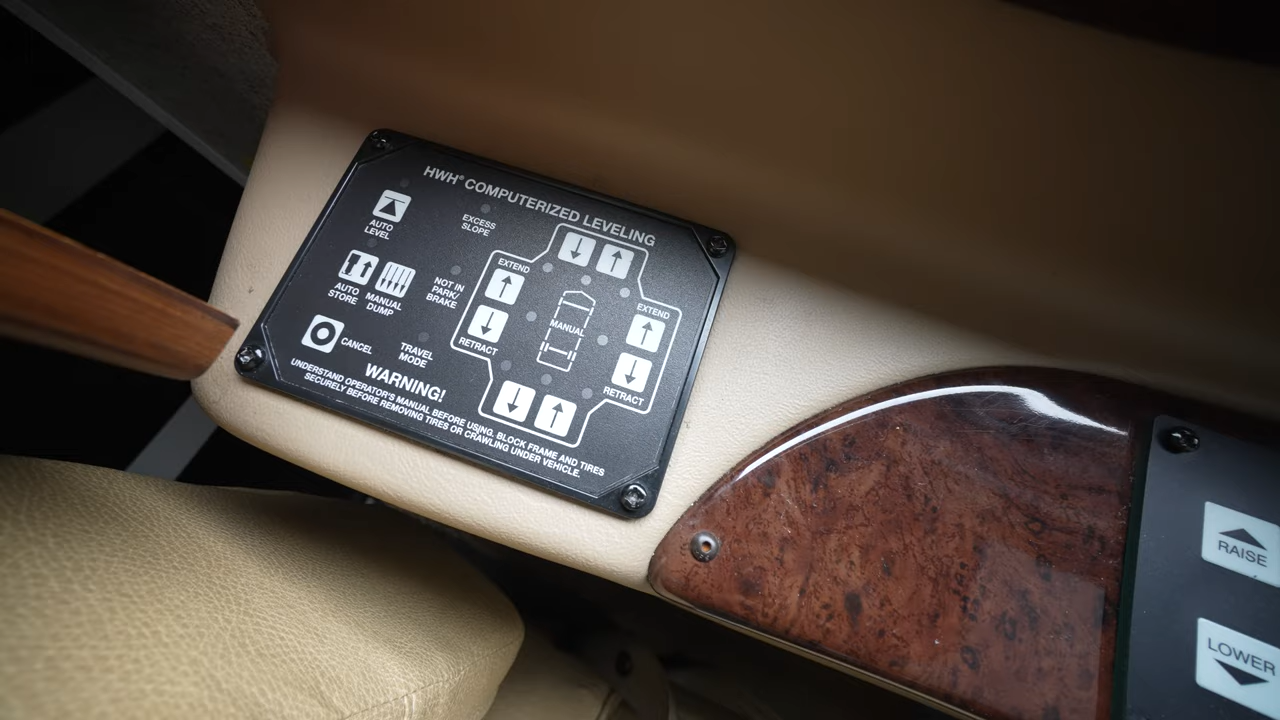 HWH® COMPUTERIZED LEVELING
AUTO
LEVEL
EXCESS
SLOPE
AUTO
STORE
MANUAL
DUMP
NOT IN
PARK/
BRAKE
CANCEL
TRAVEL
MODE
EXTEND
RETRACT
MANUAL
EXTEND
RETRACT
WARNING!
UNDERSTAND OPERATOR'S MANUAL BEFORE USING. BLOCK FRAME AND TIRES
SECURELY BEFORE REMOVING TIRES OR CRAWLING UNDER VEHICLE.
RAISE
LOWER